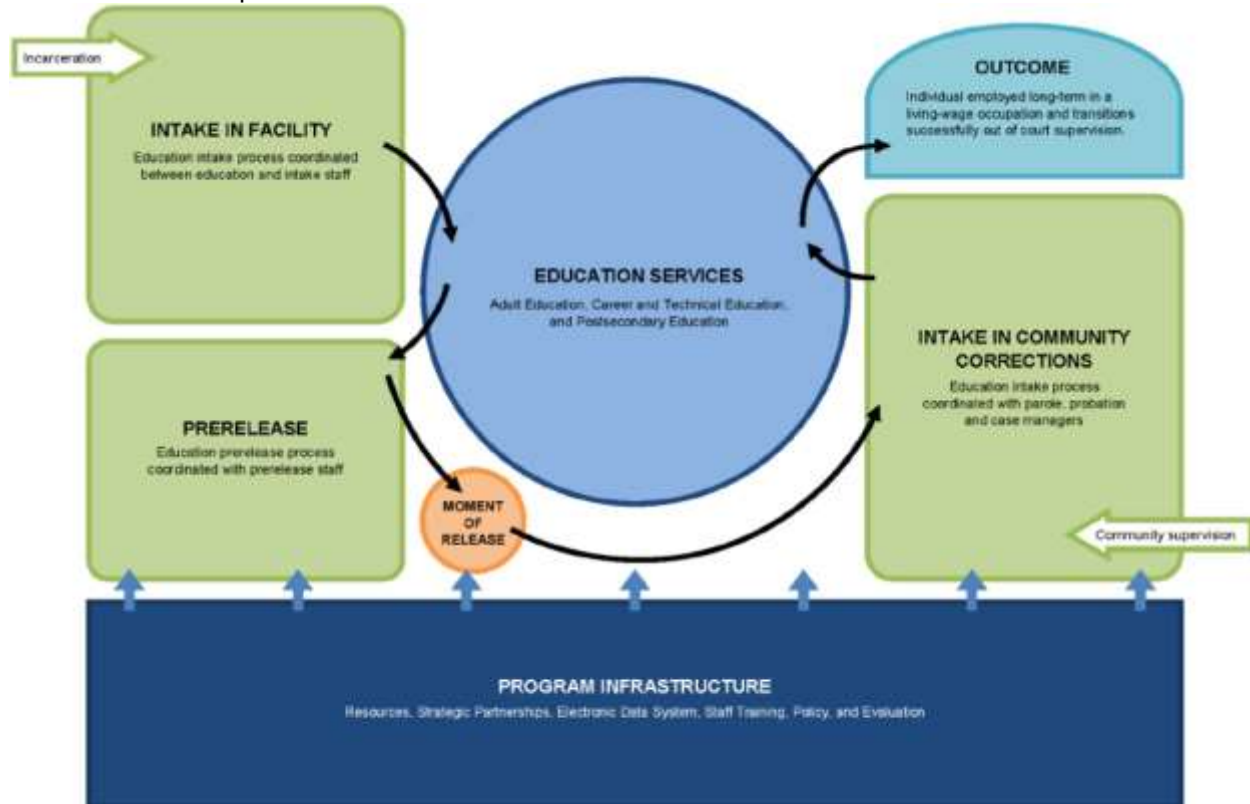 Incarceration
INTAKE IN FACILITY
Education intake process coordinated
between education and intake staff
PRERELEASE
Education prerelease process
coordinated with prerelease staff
MOMENT
OF
RELEASE
EDUCATION SERVICES
Adult Education, Career and Technical Education,
and Postsecondary Education
OUTCOME
Individual employed long-term in a
living-wage occupation and transitions
successfully out of court supervision.
INTAKE IN COMMUNITY
CORRECTIONS
Education intake process
coordinated with parole, probation
and case managers
Community supervision
PROGRAM INFRASTRUCTURE
Resources, Strategic Partnerships, Electronic Data System, Staff Training, Policy, and Evaluation